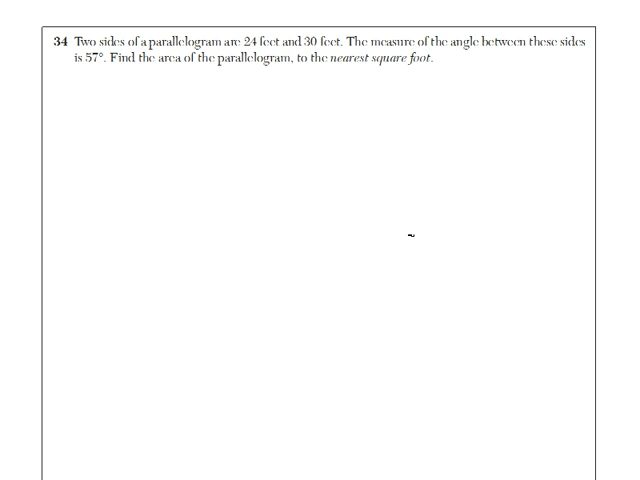 34 Two sides of a parallelogram are 24 feet and 30 feet. The measure of the angle between these sides
is 57°. Find the area of the parallelogram, to the nearest square foot.